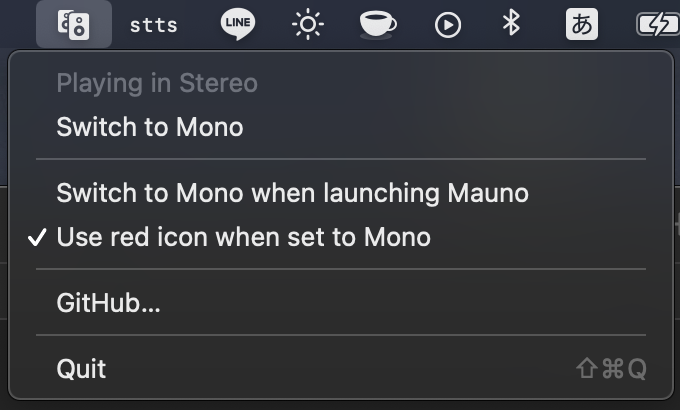 stts LINE あ
Playing in Stereo
Switch to Mono
Switch to Mono when launching Mauno
✓ Use red icon when set to Mono
GitHub...
Quit ⇧⌘Q